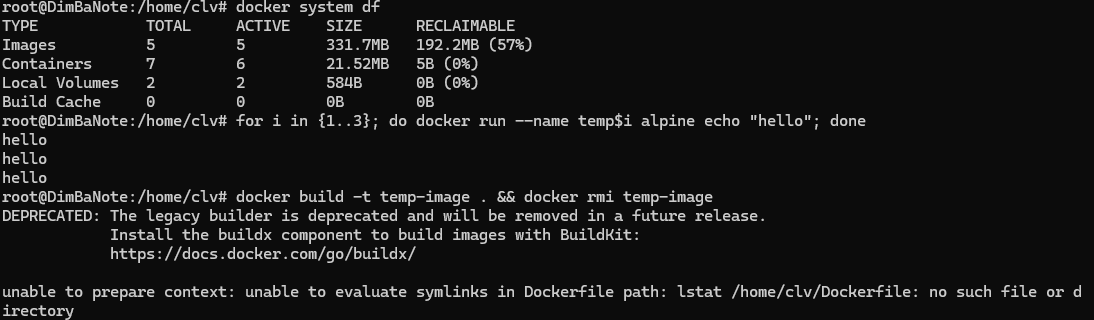 root@DimBaNote:/home/clv# docker system df
TYPE            TOTAL     ACTIVE    SIZE      RECLAIMABLE
Images          5         5         331.7MB   192.2MB (57%)
Containers      7         6         21.52MB   5B (0%)
Local Volumes   2         2         584B      0B (0%)
Build Cache     0         0         0B        0B
root@DimBaNote:/home/clv# for i in {1..3}; do docker run --name temp$i alpine echo "hello"; done
hello
hello
hello
root@DimBaNote:/home/clv# docker build -t temp-image . && docker rmi temp-image
DEPRECATED: The legacy builder is deprecated and will be removed in a future release.
            Install the buildx component to build images with BuildKit:
            https://docs.docker.com/go/buildx/

unable to prepare context: unable to evaluate symlinks in Dockerfile path: lstat /home/clv/Dockerfile: no such file or d
irectory